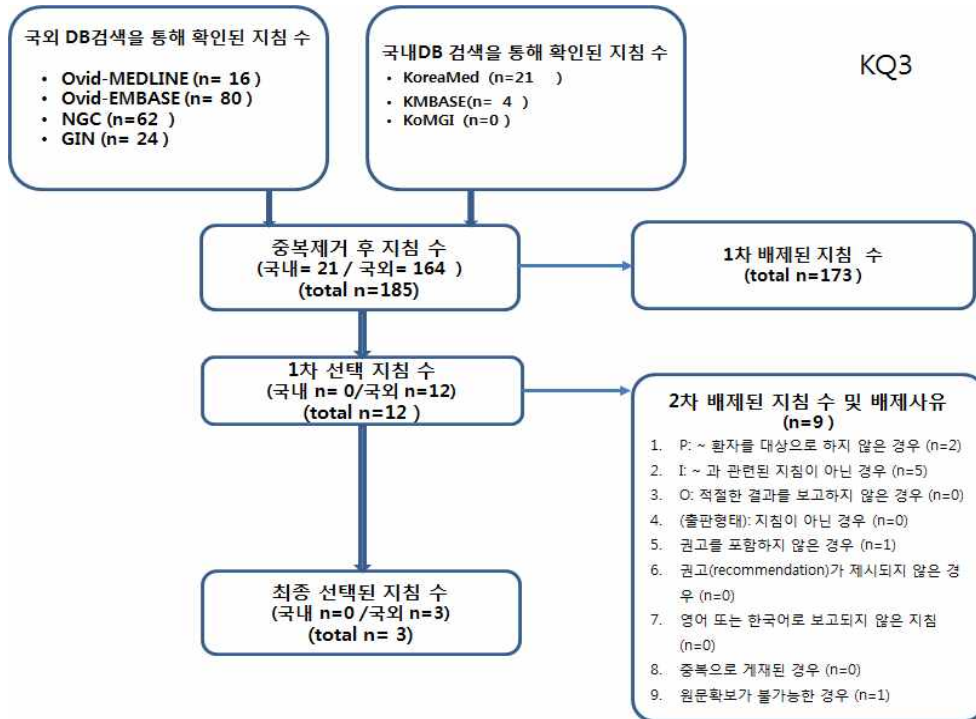 국외 DB검색을 통해 확인된 지침 수
• Ovid-MEDLINE (n= 16 )
• Ovid-EMBASE (n= 80)
• NGC (n=62 )
• GIN (n= 24)
국내DB 검색을 통해 확인된 지침 수
• KoreaMed (n=21 )
• KMBASE(n= 4 )
• KoMGI (n=0 )
KQ3
중복제거 후 지침 수
(국내= 21 / 국외= 164 )
(total n=185)
1차 배제된 지침 수
(total n=173 )
1차 선택 지침 수
(국내 n= 0/국외 n=12)
(total n=12 )
2차 배제된 지침 수 및 배제사유
(n=9 )
1. P: ~ 환자를 대상으로 하지 않은 경우 (n=2)
2. I: ~ 과 관련된 지침이 아닌 경우 (n=5)
3. O: 적절한 결과를 보고하지 않은 경우 (n=0)
4. (출판형태): 지침이 아닌 경우 (n=0)
5. 권고를 포함하지 않은 경우 (n=1)
6. 권고(recommendation)가 제시되지 않은 경
우 (n=0)
7. 영어 또는 한국어로 보고되지 않은 지침
(n=0)
8. 중복으로 게재된 경우 (n=0)
9. 원문확보가 불가능한 경우 (n=1)
최종 선택된 지침 수
(국내 n=0 /국외 n=3)
(total n= 3)